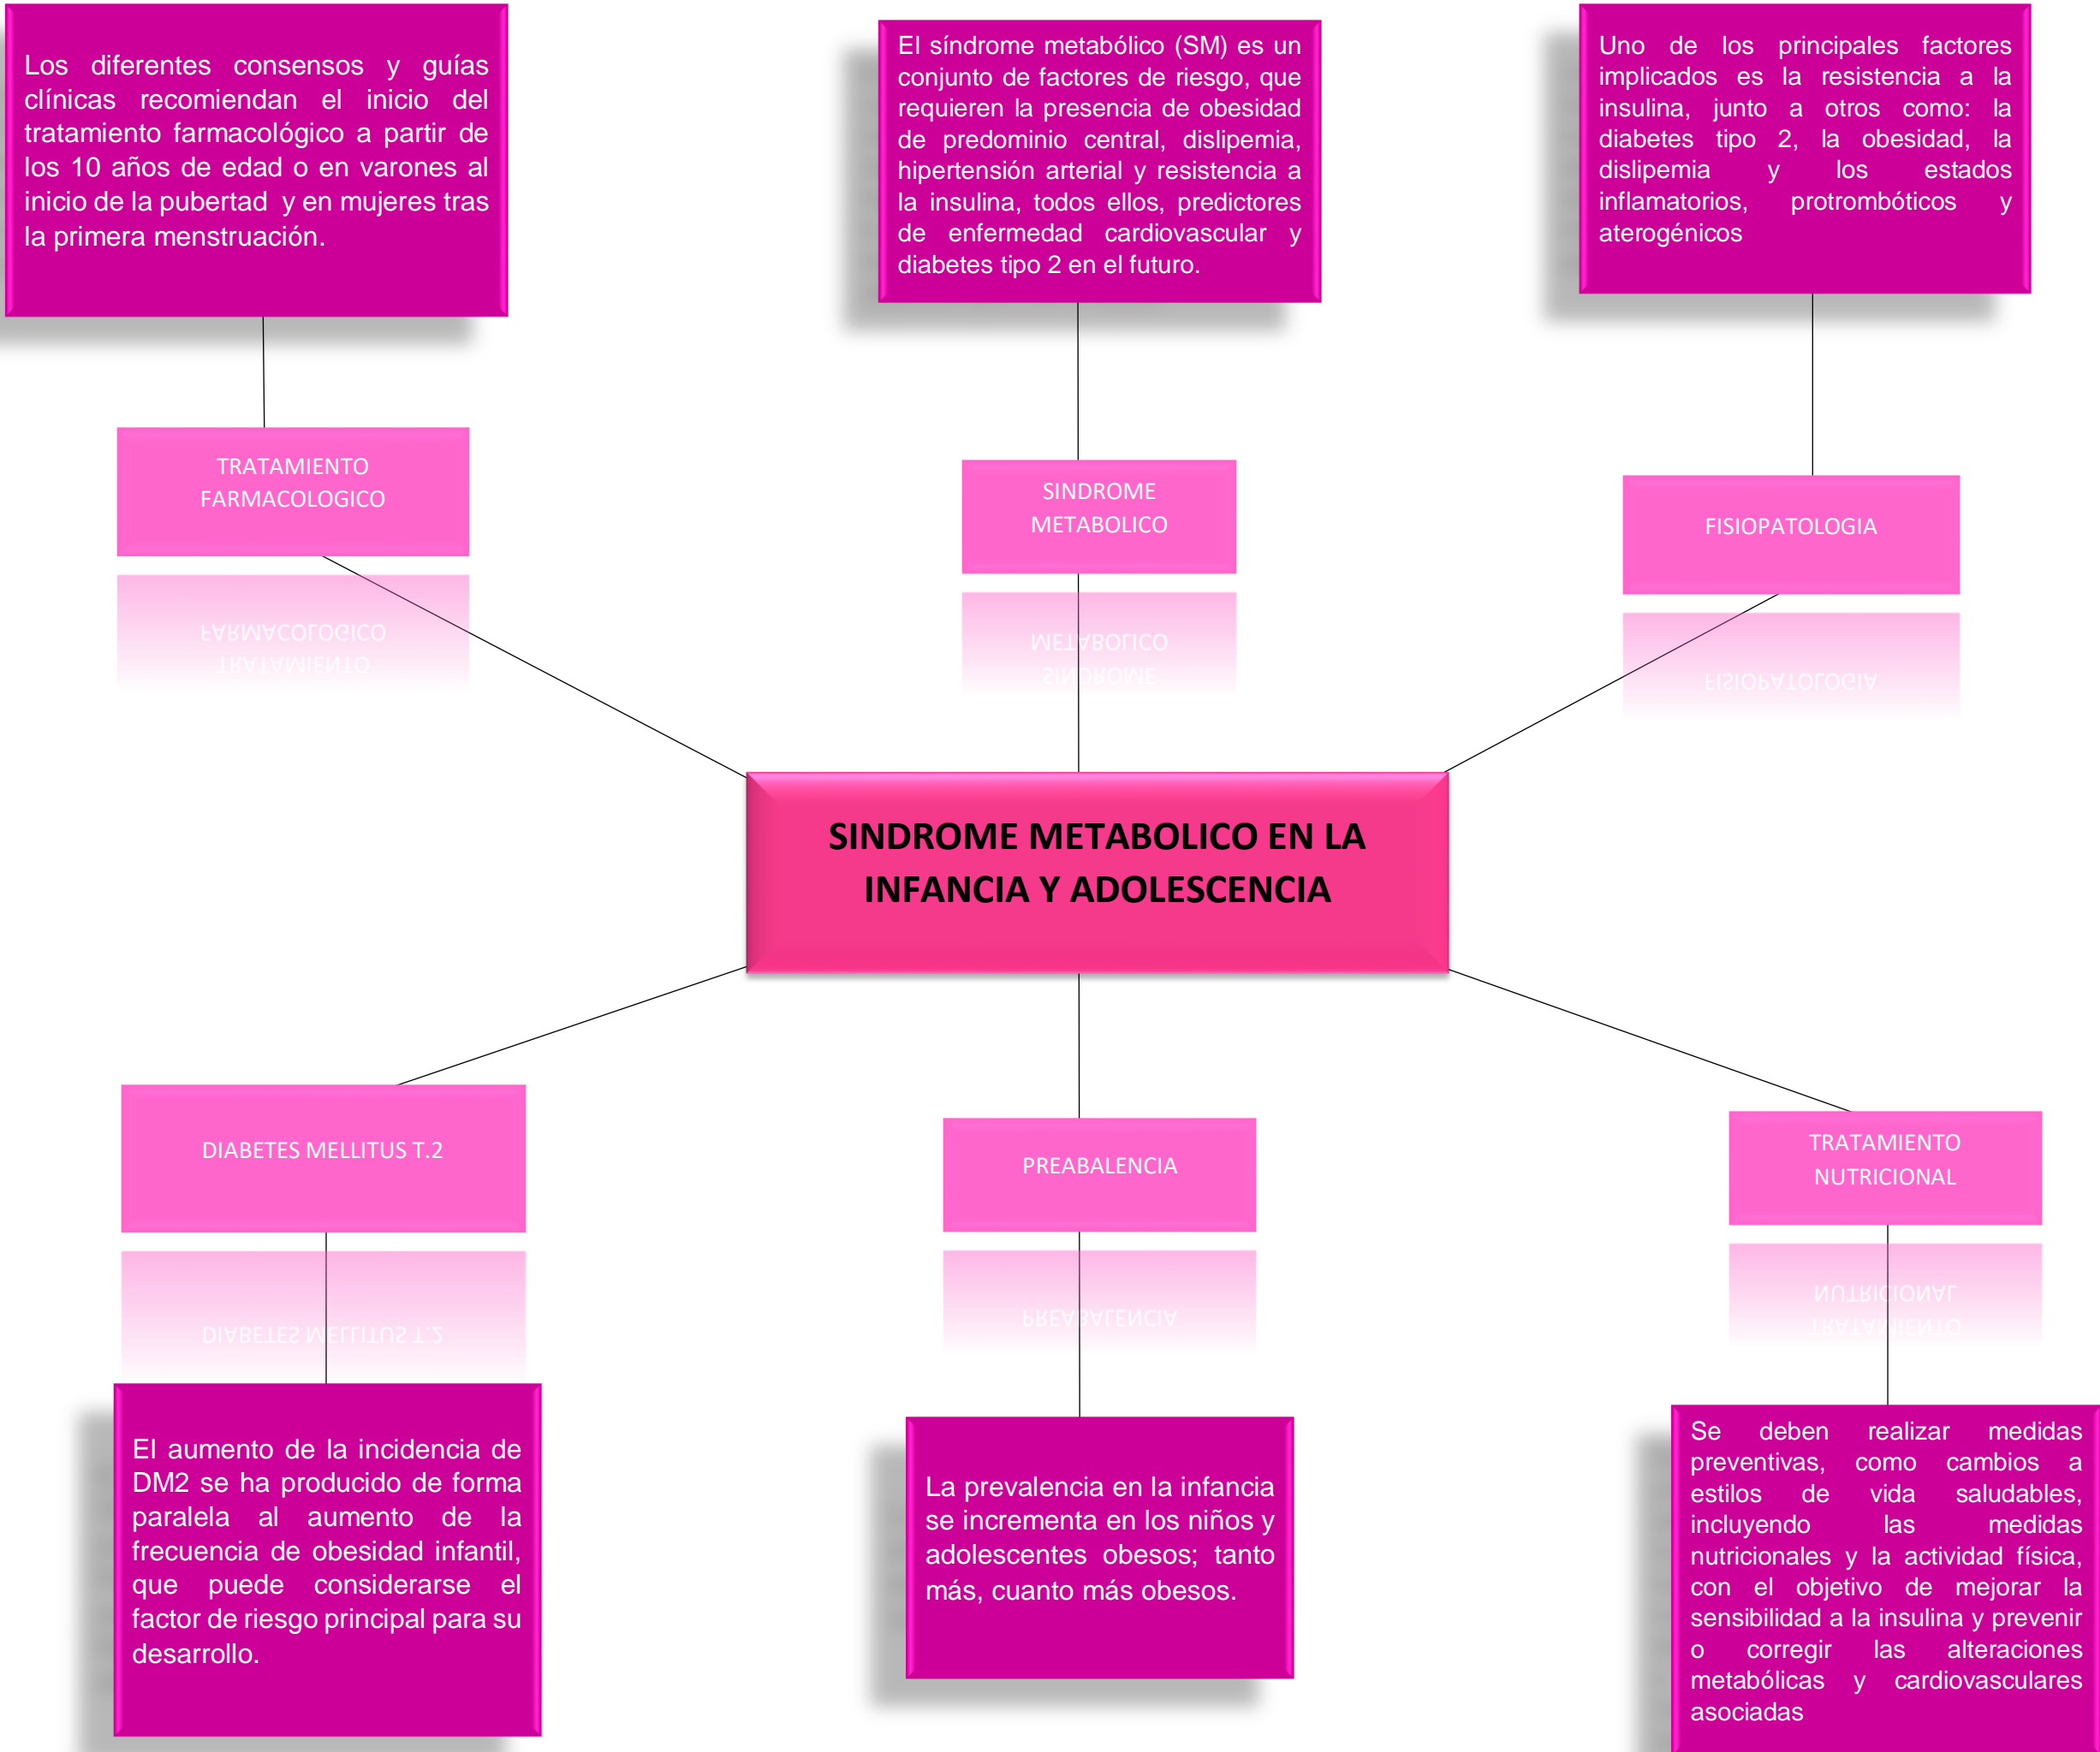 Los diferentes consensos y guías
clínicas recomiendan el inicio del
tratamiento farmacológico a partir de
los 10 años de edad o en varones al
inicio de la pubertad y en mujeres tras
la primera menstruación.
El síndrome metabólico (SM) es un
conjunto de factores de riesgo, que
requieren la presencia de obesidad
de predominio central, dislipemia,
hipertensión arterial y resistencia a
la insulina, todos ellos, predictores
de enfermedad cardiovascular y
diabetes tipo 2 en el futuro.
Uno de los principales factores
implicados es la resistencia a la
insulina, junto a otros como: la
diabetes tipo 2, la obesidad, la
dislipemia y los estados
inflamatorios, protrombóticos y
aterogénicos
TRATAMIENTO
FARMACOLOGICO
SINDROME
METABOLICO
FISIOPATOLOGIA
SINDROME METABOLICO EN LA
INFANCIA Y ADOLESCENCIA
DIABETES MELLITUS T.2
PREABALENCIA
TRATAMIENTO
NUTRICIONAL
El aumento de la incidencia de
DM2 se ha producido de forma
paralela al aumento de la
frecuencia de obesidad infantil,
que puede considerarse el
factor de riesgo principal para su
desarrollo.
La prevalencia en la infancia
se incrementa en los niños y
adolescentes obesos; tanto
más, cuanto más obesos.
Se deben realizar medidas
preventivas, como cambios a
estilos de vida saludables,
incluyendo las medidas
nutricionales y la actividad física,
con el objetivo de mejorar la
sensibilidad a la insulina y prevenir
o corregir las alteraciones
metabólicas y cardiovasculares
asociadas